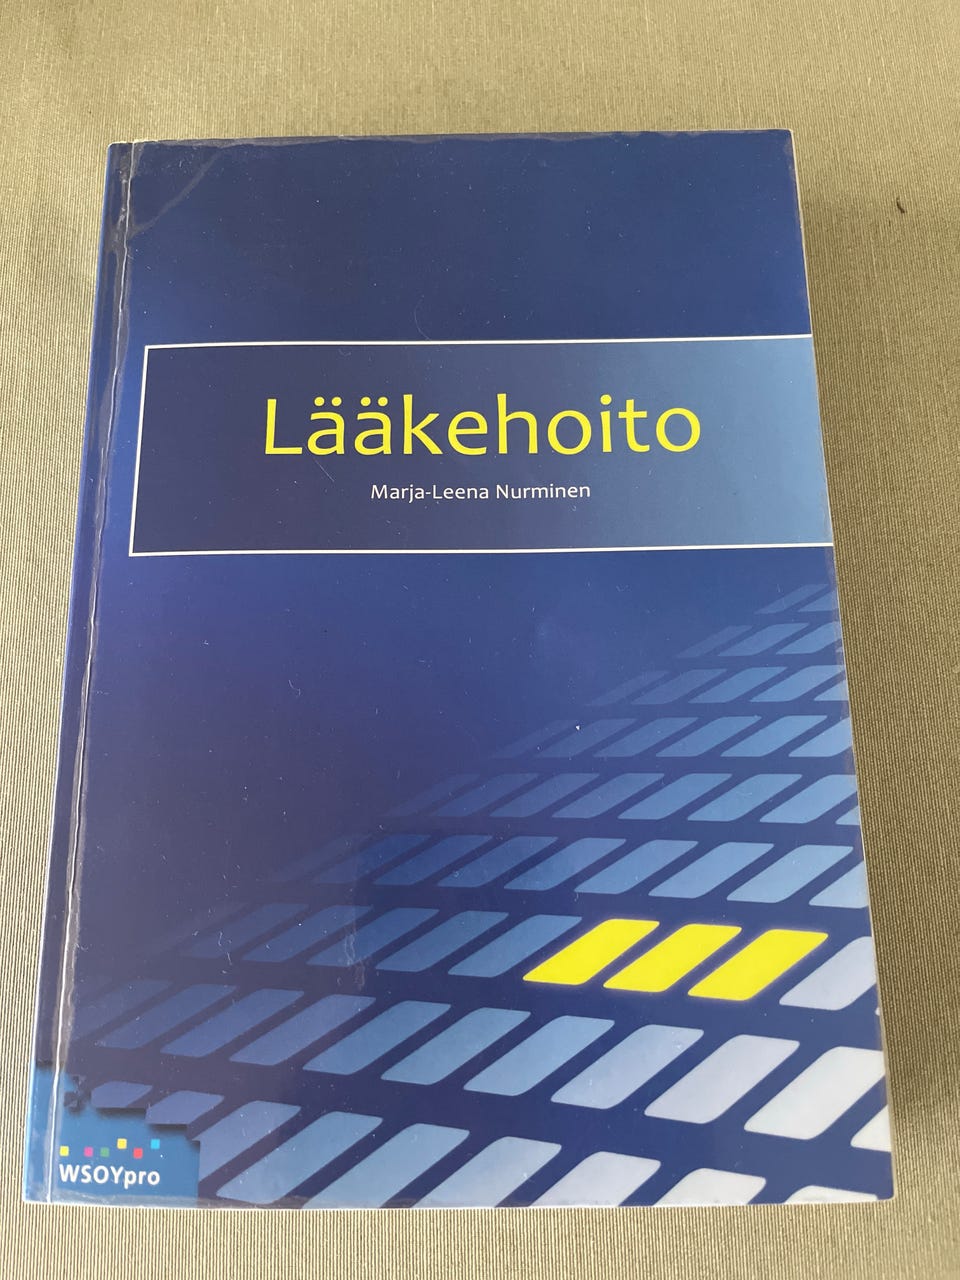 Lääkehoito
Marja-Leena Nurminen
WSOYpro